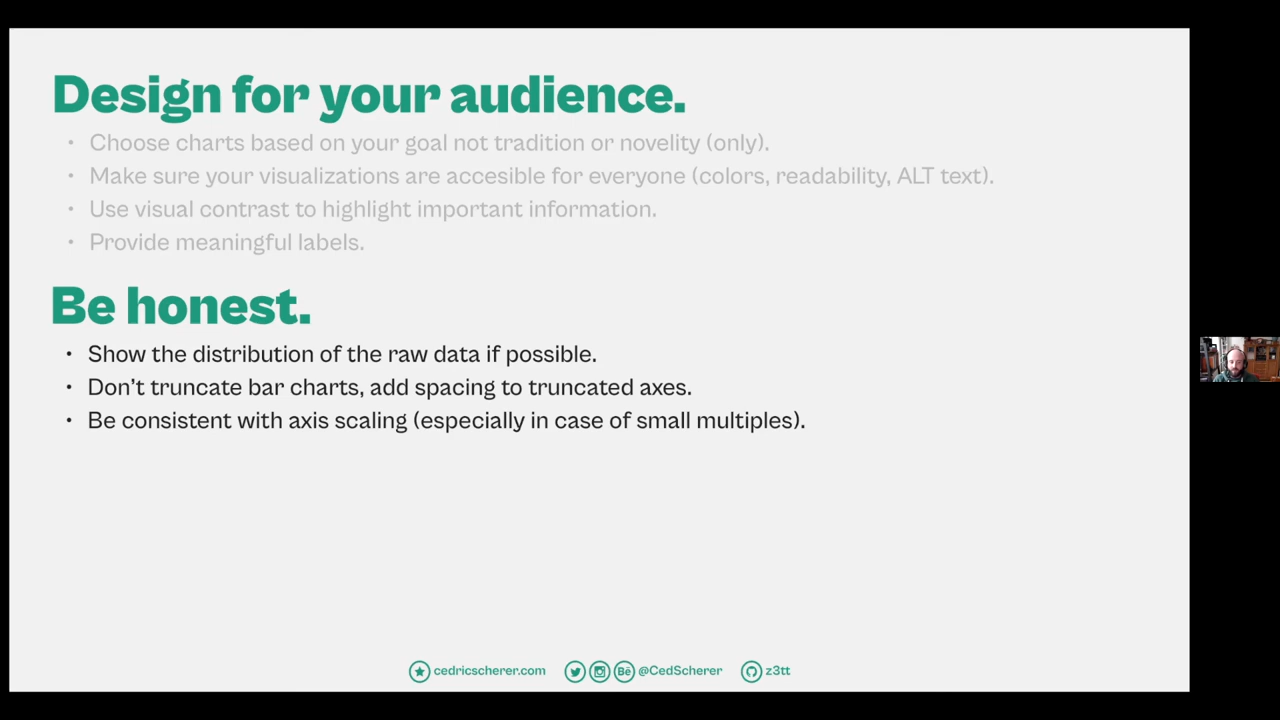 Design for your audience.
• Choose charts based on your goal not tradition or novelity (only).
• Make sure your visualizations are accesible for everyone (colors, readability, ALT text).
• Use visual contrast to highlight important information.
• Provide meaningful labels.
Be honest.
• Show the distribution of the raw data if possible.
• Don't truncate bar charts, add spacing to truncated axes.
• Be consistent with axis scaling (especially in case of small multiples).
cedricscherer.com Bē @CedScherer z3tt